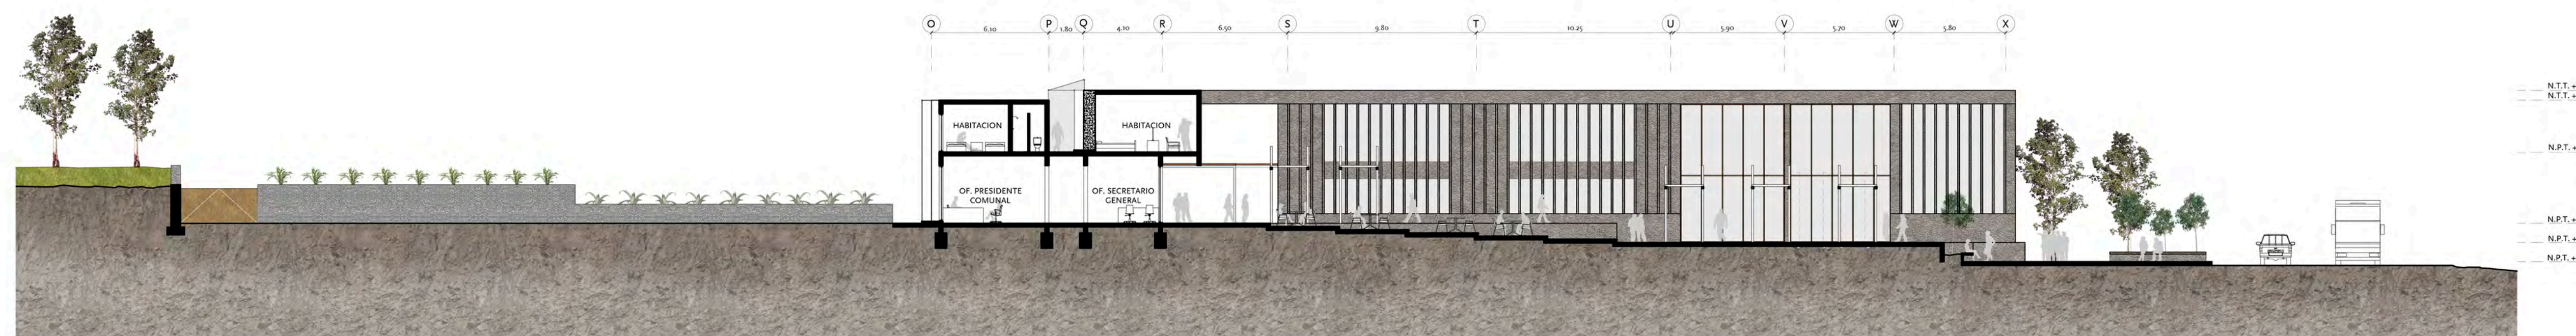 O P Q R S T U V W X
6.10 1.80 4.10 6.50 9.80 10.25 5.90 5.70 5.80
N.T.T. +
N.T.T. +
HABITACION HABITACION
N.P.T. +
OF. PRESIDENTE
COMUNAL
OF. SECRETARIO
GENERAL
N.P.T. +
N.P.T. +
N.P.T. +